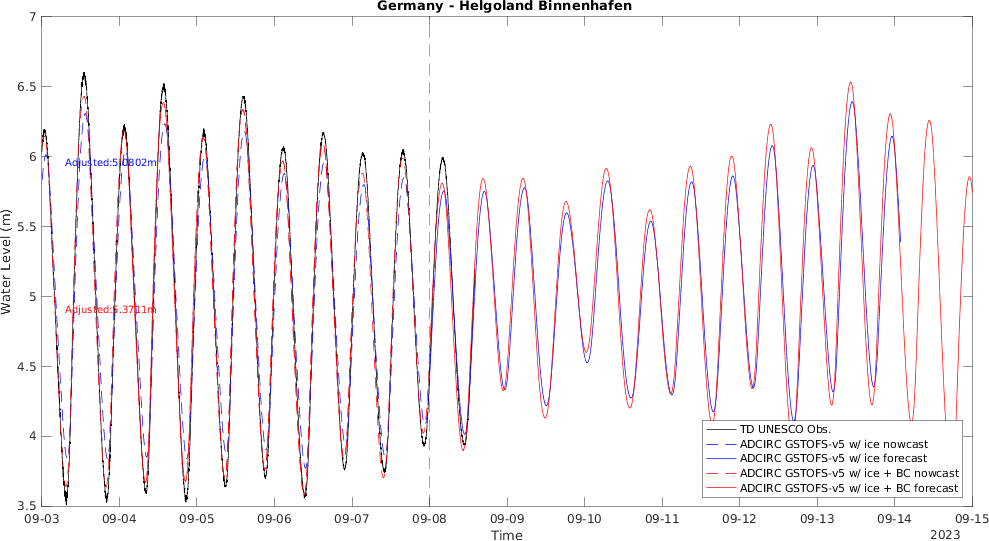 Germany - Helgoland Binnenhafen
7
6.5
6
5.5
5
4.5
4
3.5
Water Level (m)
Adjusted:5.0802m
Adjusted:5.3711m
TD UNESCO Obs.
ADCIRC GSTOFS-v5 w/ ice nowcast
ADCIRC GSTOFS-v5 w/ ice forecast
ADCIRC GSTOFS-v5 w/ ice + BC nowcast
ADCIRC GSTOFS-v5 w/ ice + BC forecast
09-03 09-04 09-05 09-06 09-07 09-08 09-09 09-10 09-11 09-12 09-13 09-14 09-15
Time
2023